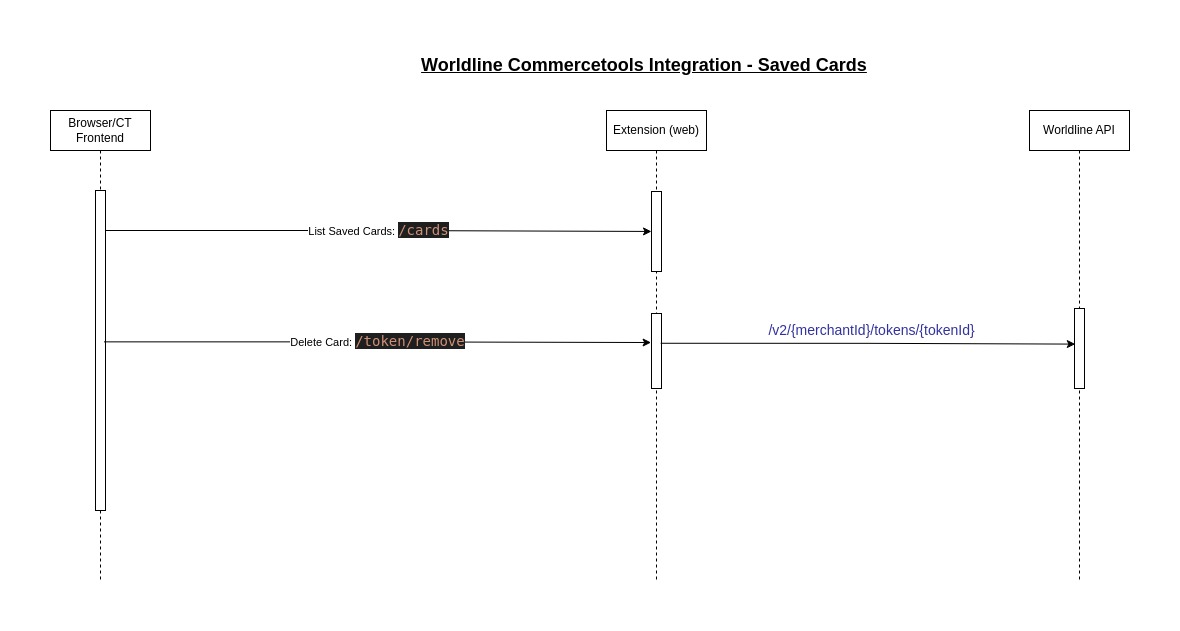 Worldline Commercetools Integration - Saved Cards
Browser/CT
Frontend
Extension (web)
Worldline API
List Saved Cards: /cards
Delete Card: /token/remove
/v2/{merchantId}/tokens/{tokenId}